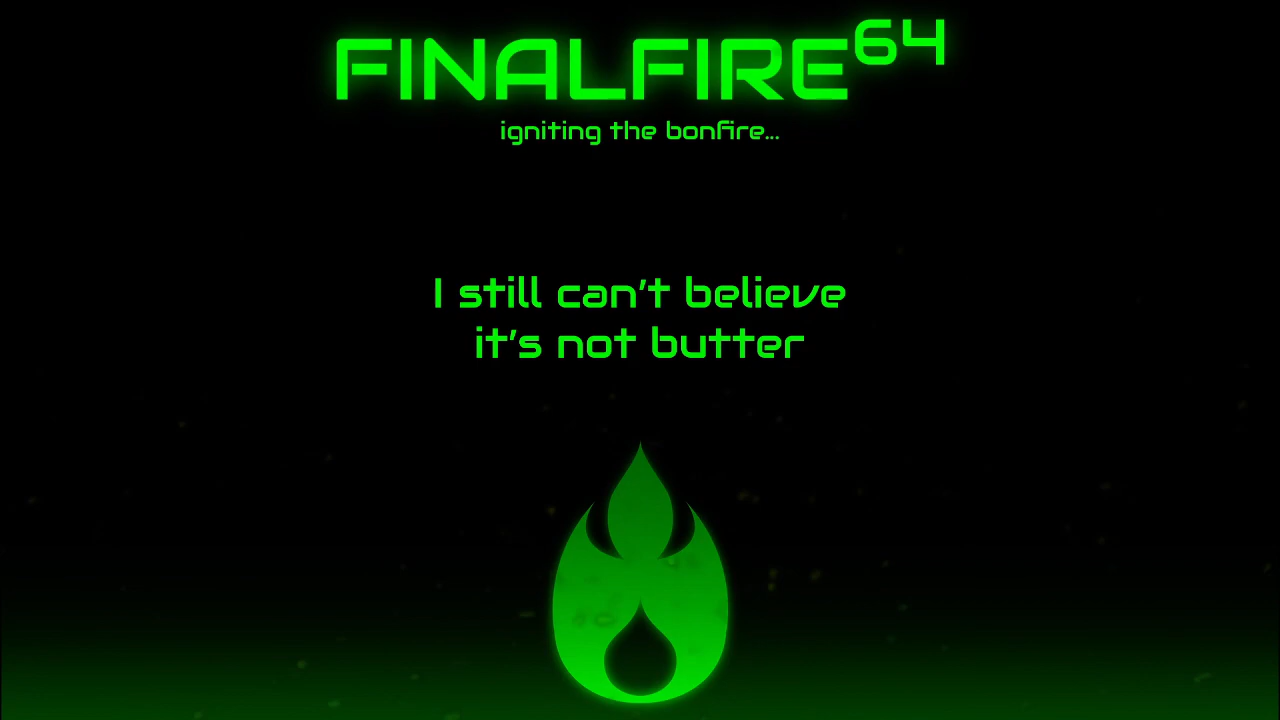 FINALFIRE64
igniting the bonfire...
I still can't believe
it's not butter